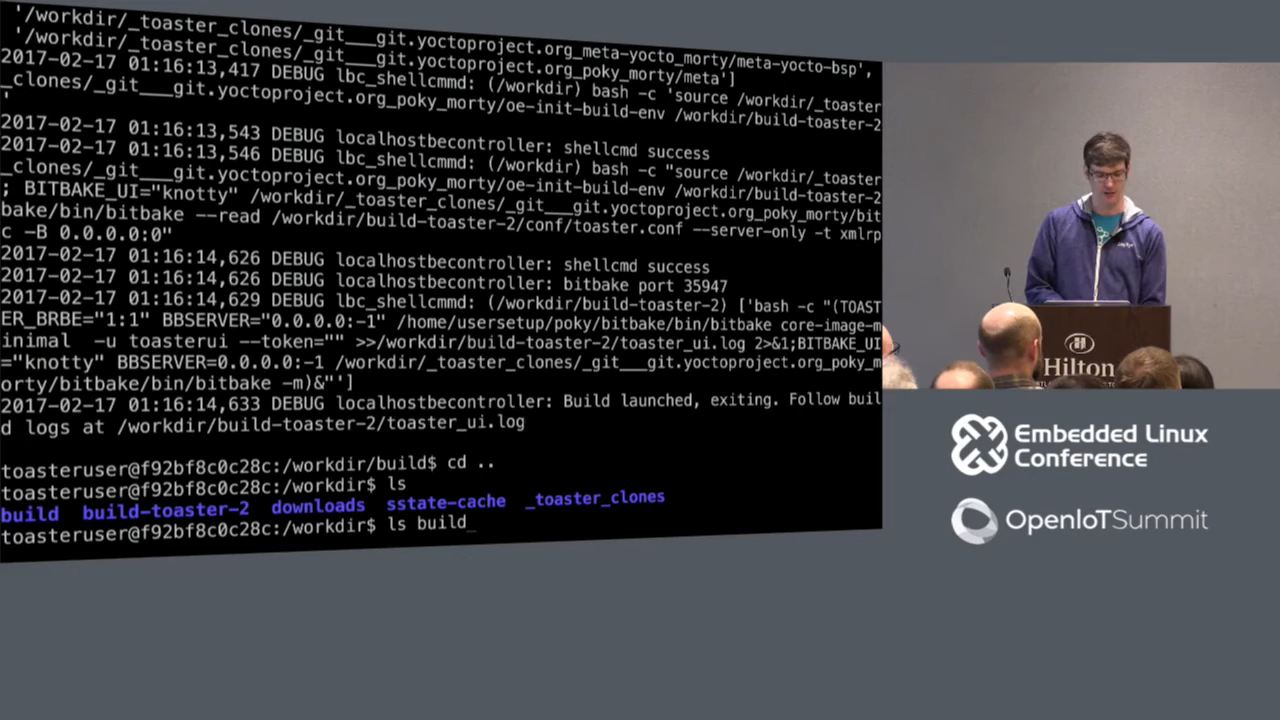 '/workdir/_toaster_clones/_git___git.yoctoproject.org_meta-yocto_morty/meta-yocto-bsp',
'/workdir/_toaster_clones/_git___git.yoctoproject.org_poky_morty/meta']
2017-02-17 01:16:13,417 DEBUG lbc_shellcmmd: (/workdir) bash -c 'source /workdir/_toaster
_clones/_git___git.yoctoproject.org_poky_morty/oe-init-build-env /workdir/build-toaster-2
'
2017-02-17 01:16:13,543 DEBUG localhostbecontroller: shellcmd success
2017-02-17 01:16:13,546 DEBUG lbc_shellcmmd: (/workdir) bash -c "source /workdir/_toaster
_clones/_git___git.yoctoproject.org_poky_morty/oe-init-build-env /workdir/build-toaster-2
; BITBAKE_UI="knotty" /workdir/_toaster_clones/_git___git.yoctoproject.org_poky_morty/bit
bake/bin/bitbake --read /workdir/build-toaster-2/conf/toaster.conf --server-only -t xmlrp
c -B 0.0.0.0:0"
2017-02-17 01:16:14,626 DEBUG localhostbecontroller: shellcmd success
2017-02-17 01:16:14,626 DEBUG localhostbecontroller: bitbake port 35947
2017-02-17 01:16:14,629 DEBUG lbc_shellcmmd: (/workdir/build-toaster-2) ['bash -c "(TOAST
ER_BRBE="1:1" BBSERVER="0.0.0.0:-1" /home/usersetup/poky/bitbake/bin/bitbake core-image-m
inimal  -u toasterui --token="" >>/workdir/build-toaster-2/toaster_ui.log 2>&1;BITBAKE_UI
="knotty" BBSERVER=0.0.0.0:-1 /workdir/_toaster_clones/_git___git.yoctoproject.org_poky_m
orty/bitbake/bin/bitbake -m)&"']
2017-02-17 01:16:14,633 DEBUG localhostbecontroller: Build launched, exiting. Follow buil
d logs at /workdir/build-toaster-2/toaster_ui.log
toasteruser@f92bf8c0c28c:/workdir/build$ cd ..
toasteruser@f92bf8c0c28c:/workdir$ ls
build  build-toaster-2  downloads  sstate-cache  _toaster_clones
toasteruser@f92bf8c0c28c:/workdir$ ls build_
Hilton
Embedded Linux
Conference
OpenIoTSummit